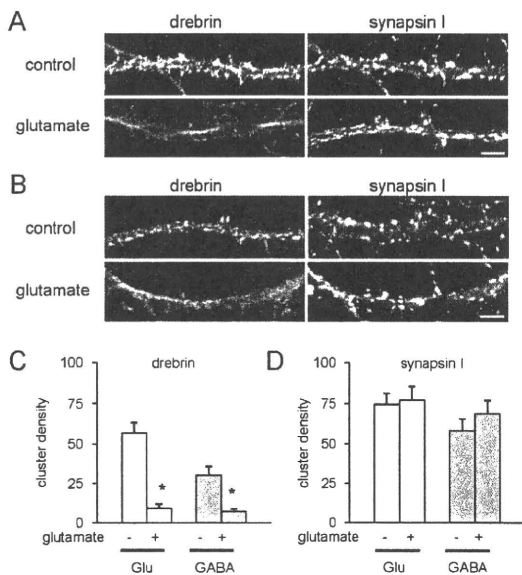 A
drebrin synapsin I
control
glutamate
B
drebrin synapsin I
control
glutamate
C
drebrin
100
75
50
25
0
cluster density
*
*
glutamate - + - +
Glu GABA
D
synapsin I
100
75
50
25
0
cluster density
glutamate - + - +
Glu GABA